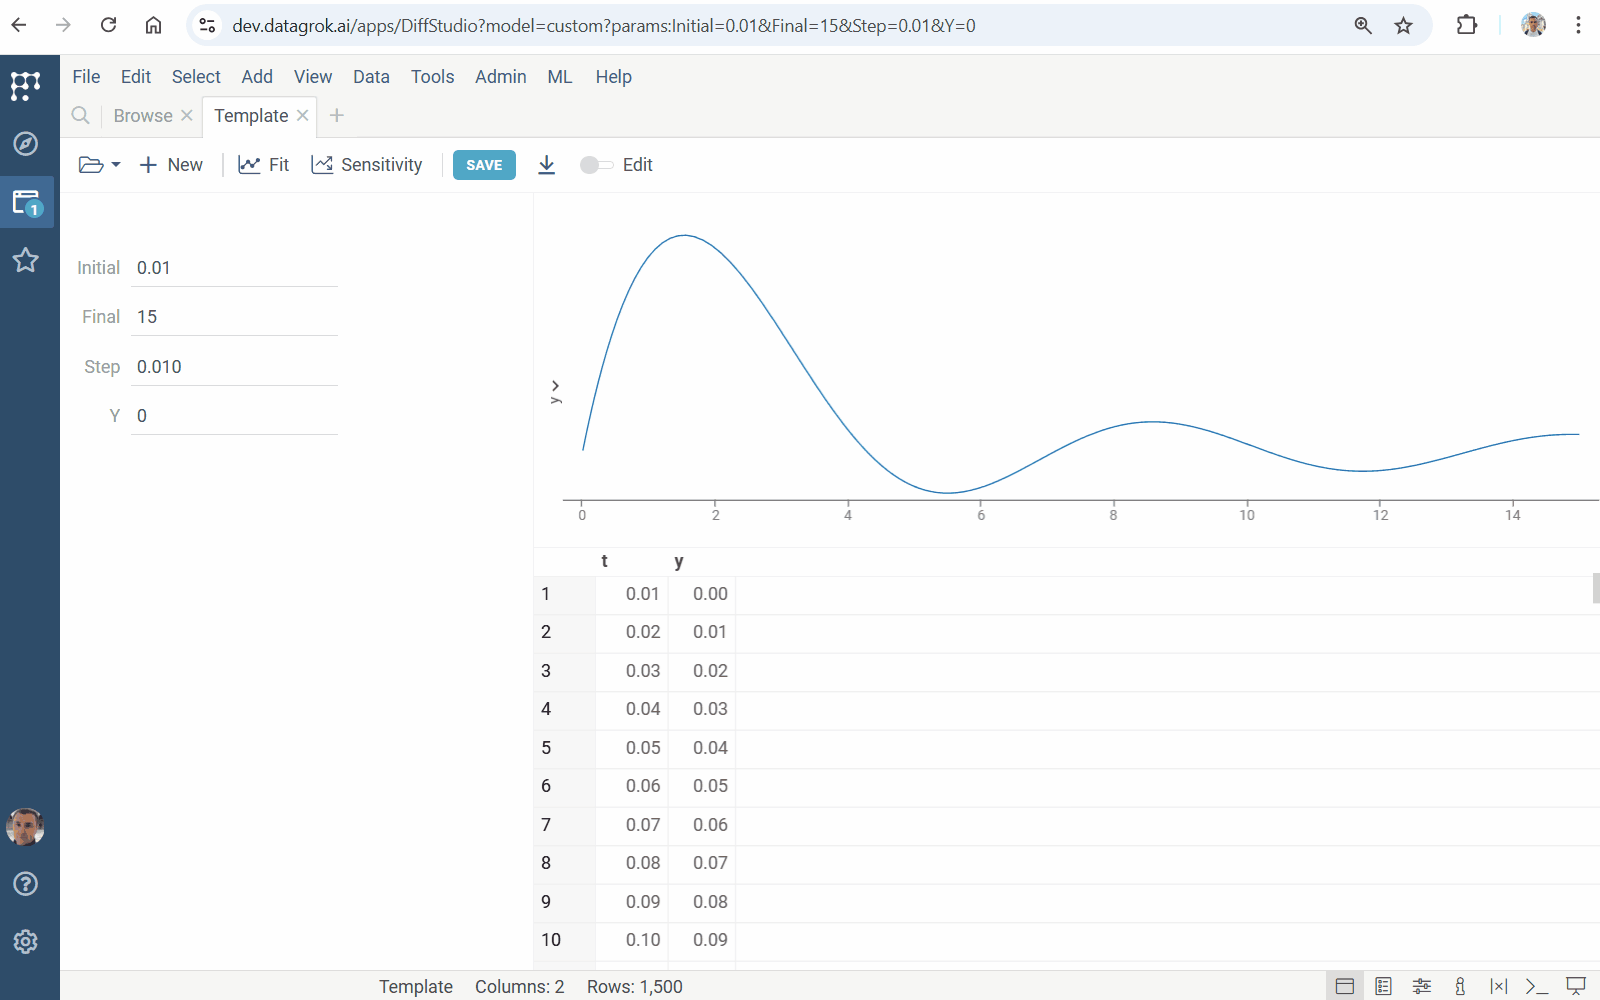 dev.datagrok.ai/apps/DiffStudio?model=custom?params:Initial=0.01&Final=15&Step=0.01&Y=0
File Edit Select Add View Data Tools Admin ML Help
Browse Template
New Fit Sensitivity SAVE Edit
1
Initial 0.01
Final 15
Step 0.010
Y 0
y
0 2 4 6 8 10 12 14
t y
1 0.01 0.00
2 0.02 0.01
3 0.03 0.02
4 0.04 0.03
5 0.05 0.04
6 0.06 0.05
7 0.07 0.06
8 0.08 0.07
9 0.09 0.08
10 0.10 0.09
Template Columns: 2 Rows: 1,500